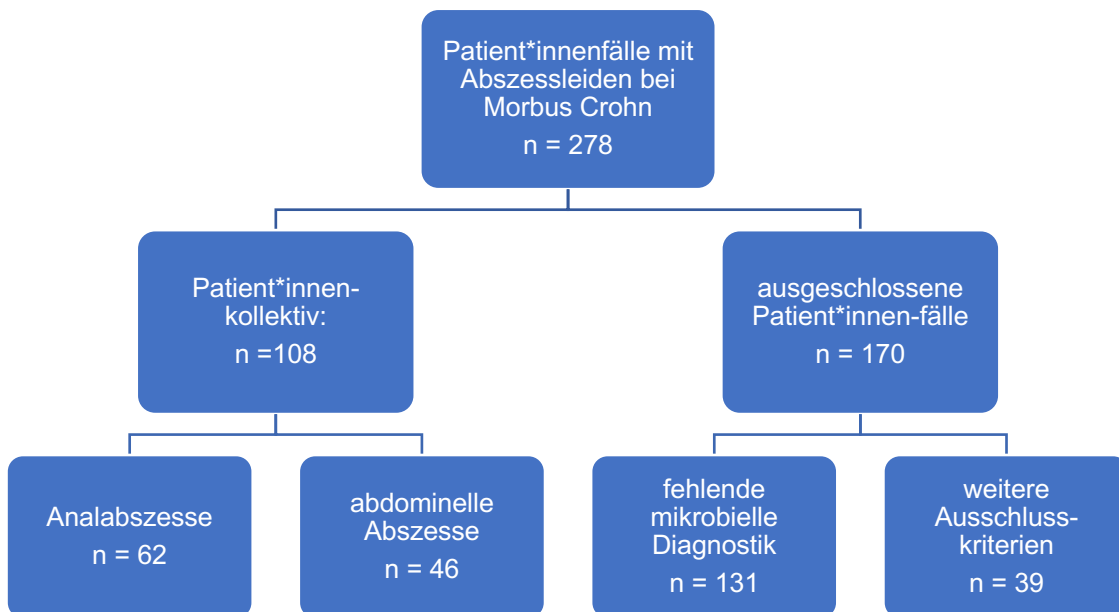 Patient*innenfälle mit
Abszessleiden bei
Morbus Crohn
n = 278
Patient*innen-
kollektiv:
n =108
ausgeschlossene
Patient*innen-fälle
n = 170
Analabszesse
n = 62
abdominelle
Abszesse
n = 46
fehlende
mikrobielle
Diagnostik
n = 131
weitere
Ausschluss-
kriterien
n = 39